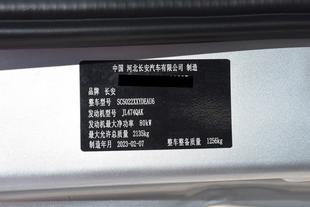 中国 河北长安汽车有限公司 制造
品牌 长安
整车型号 SC5022XXYDEAD6
发动机型号 JL474QAK
发动机最大净功率 80kW
最大允许总质量 2135kg
制造年月 2023-02-07 整车整备质量 1256kg